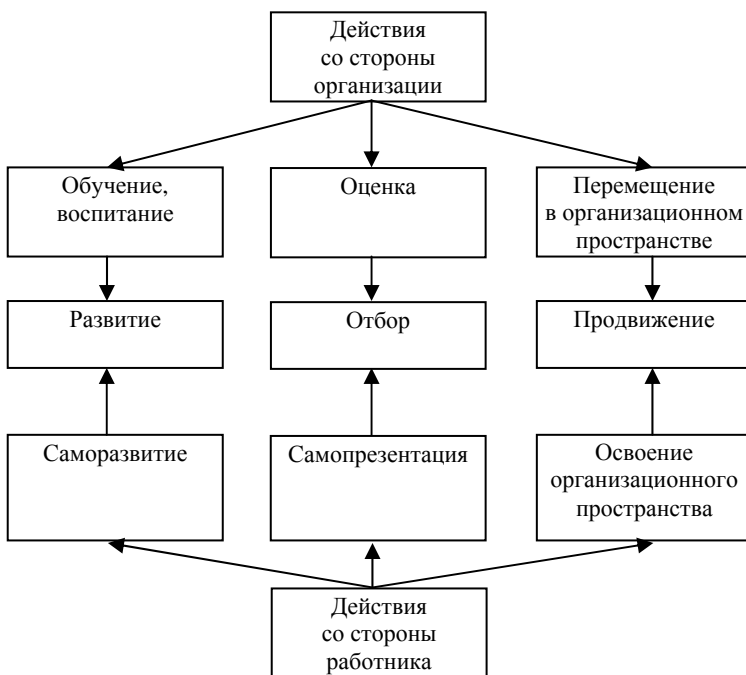 Действия
со стороны
организации
Обучение,
воспитание
Оценка
Перемещение
в организационном
пространстве
Развитие
Отбор
Продвижение
Саморазвитие
Самопрезентация
Освоение
организационного
пространства
Действия
со стороны
работника